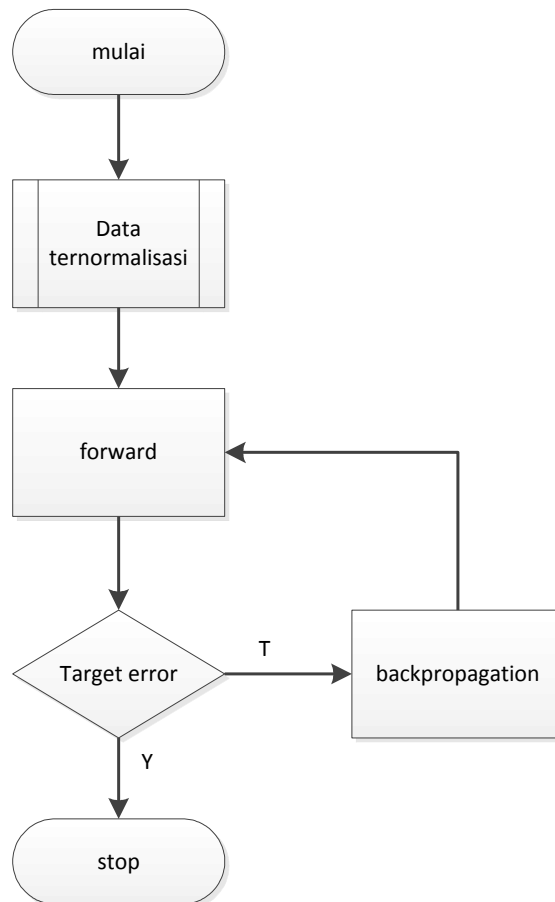 mulai
Data
ternormalisasi
forward
Target error
T
backpropagation
Y
stop